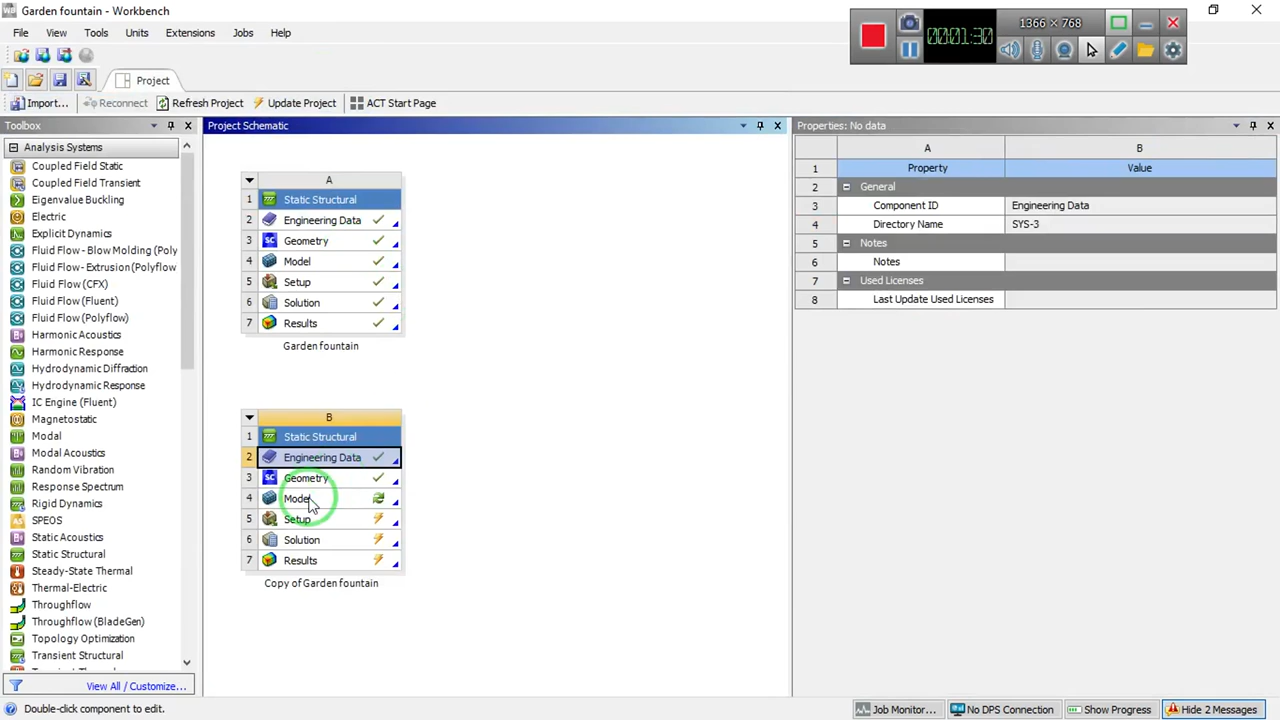 Garden fountain - Workbench
File View Tools Units Extensions Jobs Help
00:01:30
1366 × 768
Project
Import... Reconnect Refresh Project Update Project ACT Start Page
Toolbox
Analysis Systems
Coupled Field Static
Coupled Field Transient
Eigenvalue Buckling
Electric
Explicit Dynamics
Fluid Flow - Blow Molding (Poly
Fluid Flow - Extrusion(Polyflow
Fluid Flow (CFX)
Fluid Flow (Fluent)
Fluid Flow (Polyflow)
Harmonic Acoustics
Harmonic Response
Hydrodynamic Diffraction
Hydrodynamic Response
IC Engine (Fluent)
Magnetostatic
Modal
Modal Acoustics
Random Vibration
Response Spectrum
Rigid Dynamics
SPEOS
Static Acoustics
Static Structural
Steady-State Thermal
Thermal-Electric
Throughflow
Throughflow (BladeGen)
Topology Optimization
Transient Structural
View All / Customize...
Project Schematic
A
1 Static Structural
2 Engineering Data
3 SC Geometry
4 Model
5 Setup
6 Solution
7 Results
Garden fountain
B
1 Static Structural
2 Engineering Data
3 SC Geometry
4 Model
5 Setup
6 Solution
7 Results
Copy of Garden fountain
Properties: No data
A B
1 Property Value
2 General
3 Component ID Engineering Data
4 Directory Name SYS-3
5 Notes
6 Notes
7 Used Licenses
8 Last Update Used Licenses
Double-click component to edit.
Job Monitor... No DPS Connection Show Progress Hide 2 Messages